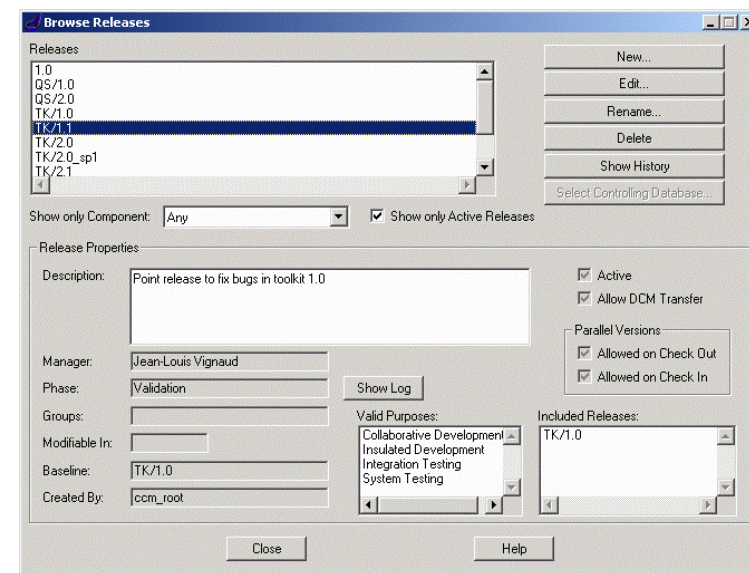 Browse Releases
Releases
1.0
QS/1.0
QS/2.0
TK/1.0
TK/1.1
TK/2.0
TK/2.0_sp1
TK/2.1
New...
Edit...
Rename...
Delete
Show History
Select Controlling Database...
Show only Component: Any
Show only Active Releases
Release Properties
Description: Point release to fix bugs in toolkit 1.0
Active
Allow DCM Transfer
Parallel Versions
Allowed on Check Out
Allowed on Check In
Manager: Jean-Louis Vignaud
Phase: Validation
Show Log
Groups:
Modifiable In:
Baseline: TK/1.0
Created By: ccm_root
Valid Purposes:
Collaborative Development
Insulated Development
Integration Testing
System Testing
Included Releases:
TK/1.0
Close
Help